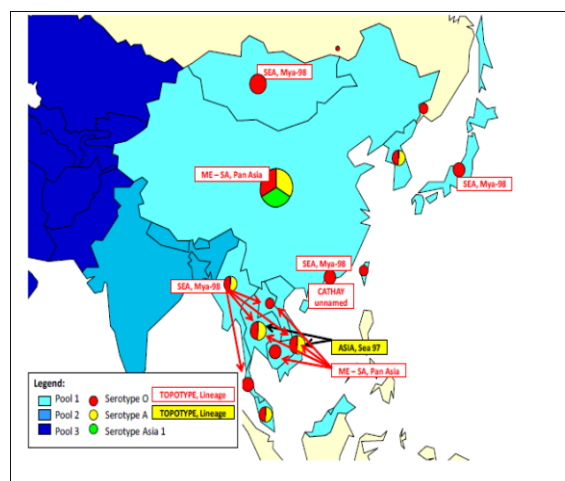 SEA, Mya-98
ME – SA, Pan Asia
SEA, Mya-98
SEA, Mya-98
SEA, Mya-98
CATHAY
unnamed
ASIA, Sea 97
ME – SA, Pan Asia
Legend:
Pool 1 Serotype O TOPOTYPE, Lineage
Pool 2 Serotype A TOPOTYPE, Lineage
Pool 3 Serotype Asia 1